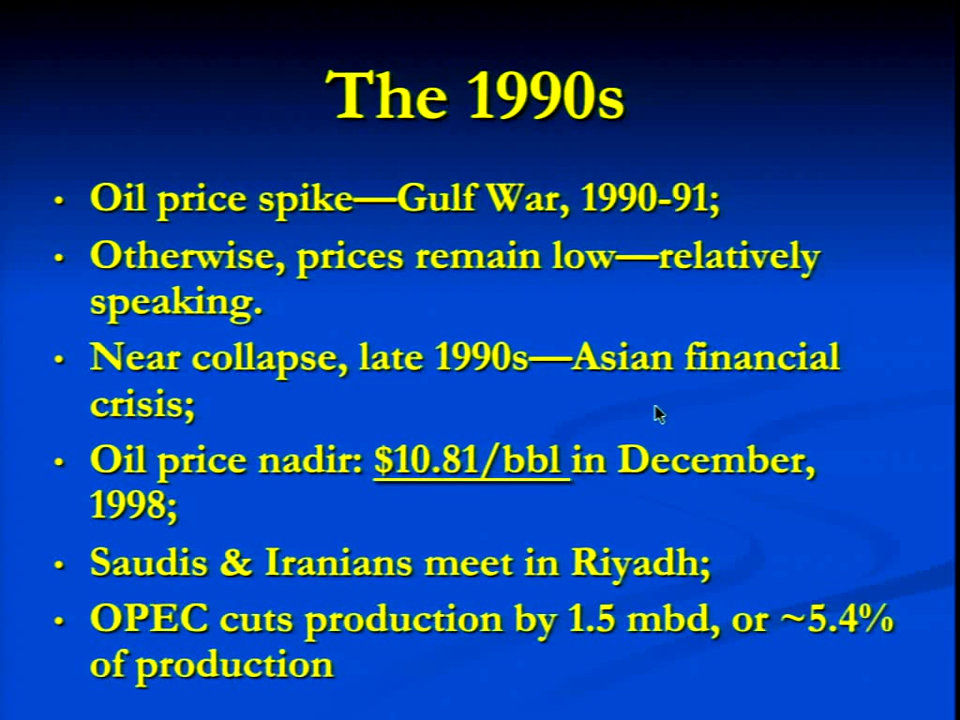 The 1990s
• Oil price spike—Gulf War, 1990-91;
• Otherwise, prices remain low—relatively
speaking.
• Near collapse, late 1990s—Asian financial
crisis;
• Oil price nadir: $10.81/bbl in December,
1998;
• Saudis & Iranians meet in Riyadh;
• OPEC cuts production by 1.5 mbd, or ~5.4%
of production